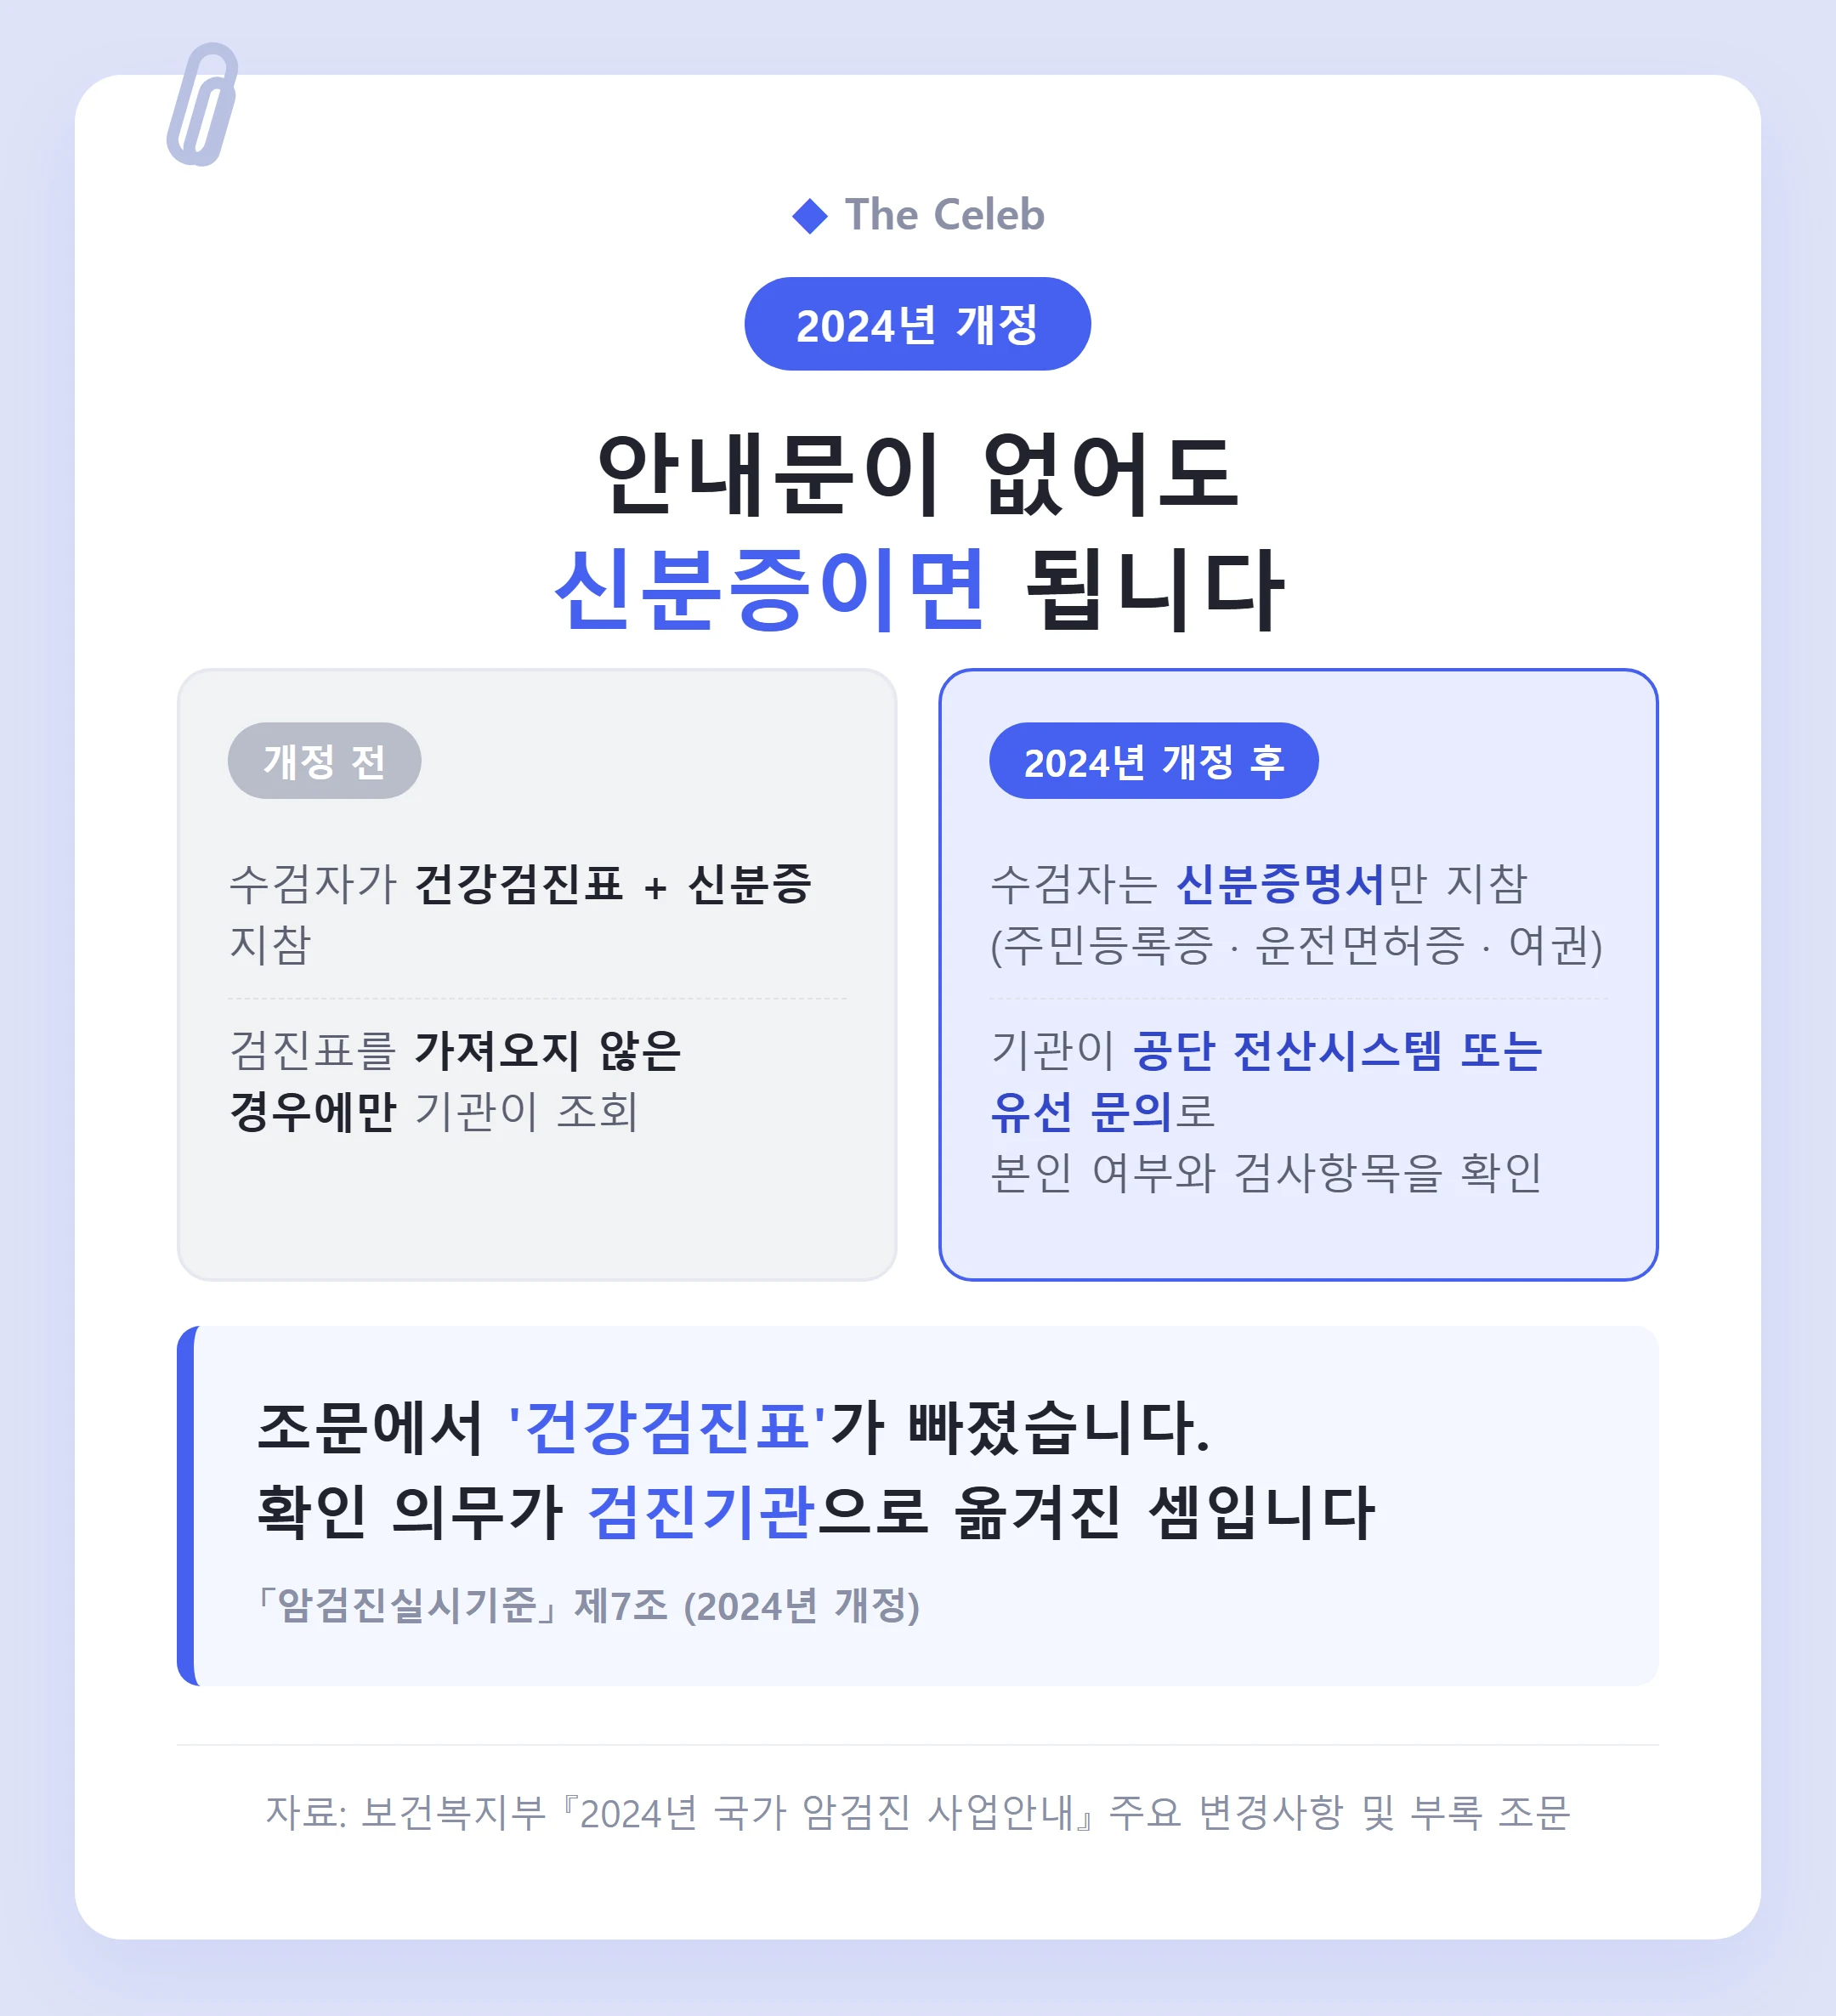 The Celeb
2024년 개정
안내문이 없어도
신분증이면 됩니다
개정 전
수검자가 건강검진표 + 신분증
지참
검진표를 가져오지 않은
경우에만 기관이 조회
2024년 개정 후
수검자는 신분증명서만 지참
(주민등록증 · 운전면허증 · 여권)
기관이 공단 전산시스템 또는
유선 문의로
본인 여부와 검사항목을 확인
조문에서 '건강검진표'가 빠졌습니다.
확인 의무가 검진기관으로 옮겨진 셈입니다
「암검진실시기준」 제7조 (2024년 개정)
자료: 보건복지부 『2024년 국가 암검진 사업안내』 주요 변경사항 및 부록 조문